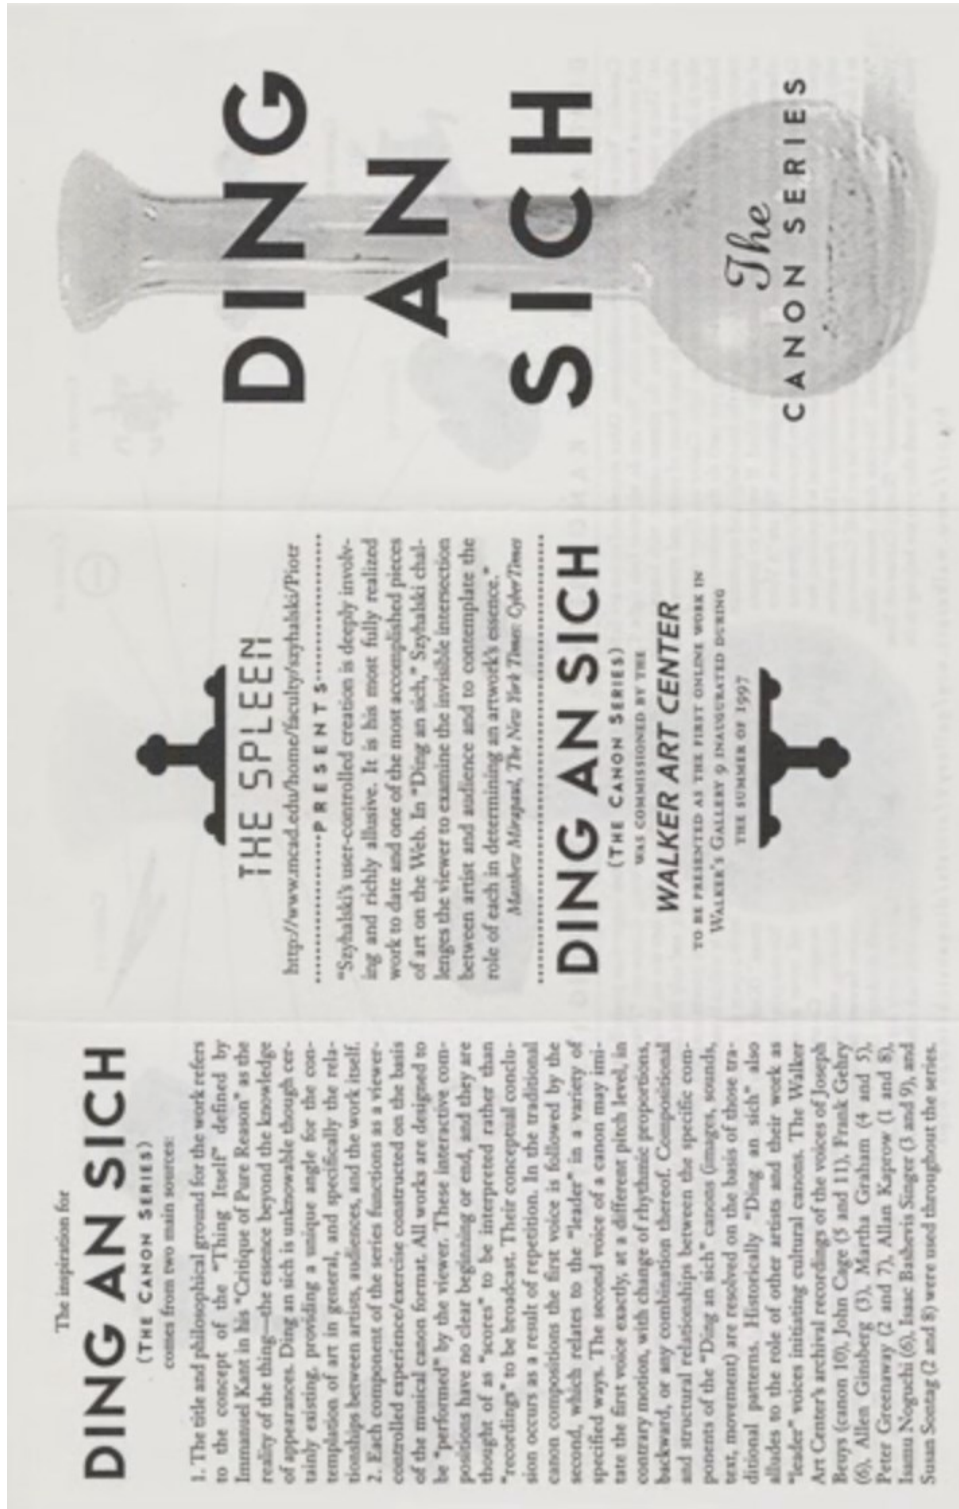 The inspiration for
DING AN SICH
(THE CANON SERIES)
comes from two main sources:
1. The title and philosophical ground for the work refers
to the concept of the "Thing Itself" defined by
Immanuel Kant in his "Critique of Pure Reason" as the
reality of the thing—the essence beyond the knowledge
of appearances. Ding an sich is unknowable though cer-
tainly existing, providing a unique angle for the con-
templation of art in general, and specifically the rela-
tionships between artists, audiences, and the work itself.
2. Each component of the series functions as a viewer-
controlled experience/exercise constructed on the basis
of the musical canon format. All works are designed to
be "performed" by the viewer. These interactive com-
positions have no clear beginning or end, and they are
thought of as "scores" to be interpreted rather than
"recordings" to be broadcast. Their conceptual conclu-
sion occurs as a result of repetition. In the traditional
canon compositions the first voice is followed by the
second, which relates to the "leader" in a variety of
specified ways. The second voice of a canon may imi-
tate the first voice exactly, at a different pitch level, in
contrary motion, with change of rhythmic proportions,
backward, or any combination thereof. Compositional
and structural relationships between the specific com-
ponents of the "Ding an sich" canons (images, sounds,
text, movement) are resolved on the basis of those tra-
ditional patterns. Historically "Ding an sich" also
alludes to the role of other artists and their work as
"leader" voices initiating cultural canons. The Walker
Art Center's archival recordings of the voices of Joseph
Beuys (canon 10), John Cage (5 and 11), Frank Gehry
(6), Allen Ginsberg (3), Martha Graham (4 and 5),
Peter Greenaway (2 and 7), Allan Kaprow (1 and 8),
Isamu Noguchi (6), Isaac Bashevis Singer (3 and 9), and
Susan Sontag (2 and 8) were used throughout the series.
THE SPLEEN
http://www.mcad.edu/home/faculty/szyhalski/Piotr
PRESENTS
"Szyhalski's user-controlled creation is deeply involv-
ing and richly allusive. It is his most fully realized
work to date and one of the most accomplished pieces
of art on the Web. In "Ding an sich," Szyhalski chal-
lenges the viewer to examine the invisible intersection
between artist and audience and to contemplate the
role of each in determining an artwork's essence."
Matthew Mirapaul, The New York Times: CyberTimes
DING AN SICH
(THE CANON SERIES)
WAS COMMISSIONED BY THE
WALKER ART CENTER
TO BE PRESENTED AS THE FIRST ONLINE WORK IN
WALKER'S GALLERY 9 INAUGURATED DURING
THE SUMMER OF 1997
DING
AN
SICH
The
CANON SERIES